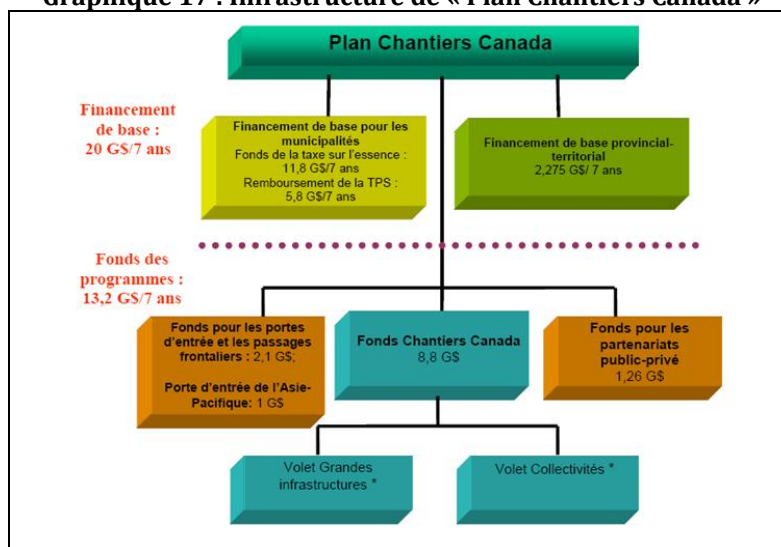 Graphique 17 : Infrastructure de « Plan Chantiers Canada »
Plan Chantiers Canada
Financement
de base :
20 G$/7 ans
Financement de base pour les
municipalités
Fonds de la taxe sur l'essence :
11,8 G$/7 ans
Remboursement de la TPS :
5,8 G$/7 ans
Financement de base provincial-
territorial
2,275 G$/ 7 ans
Fonds des
programmes :
13,2 G$/7 ans
Fonds pour les portes
d'entrée et les passages
frontaliers : 2,1 G$;
Porte d'entrée de l'Asie-
Pacifique: 1 G$
Fonds Chantiers Canada
8,8 G$
Fonds pour les
partenariats
public-privé
1,26 G$
Volet Grandes
infrastructures *
Volet Collectivités *